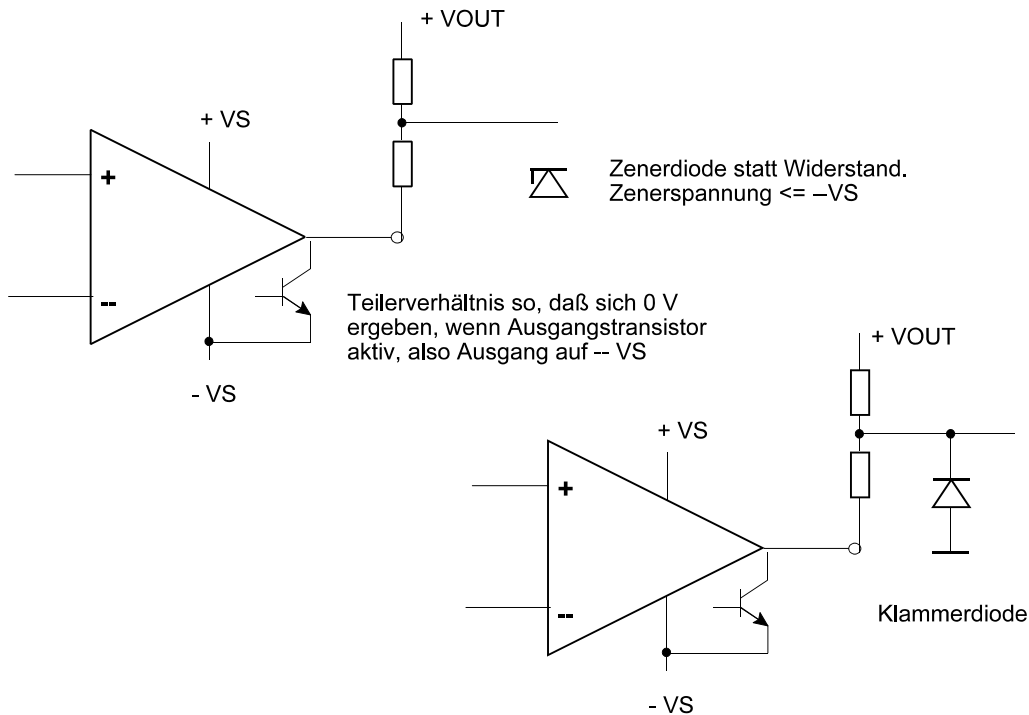 + VOUT
+ VS
+
--
- VS
Zenerdiode statt Widerstand.
Zenerspannung <= –VS
Teilerverhältnis so, daß sich 0 V
ergeben, wenn Ausgangstransistor
aktiv, also Ausgang auf -- VS
+ VOUT
+ VS
+
--
- VS
Klammerdiode